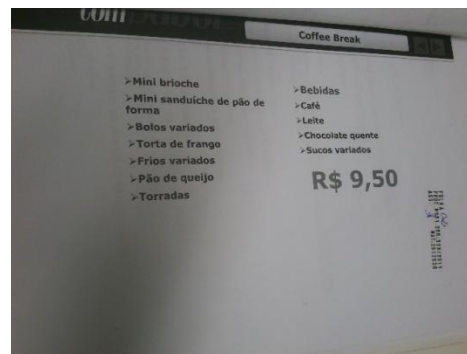 Coffee Break
➢Mini brioche
➢Mini sanduíche de pão de
forma
➢Bolos variados
➢Torta de frango
➢Frios variados
➢Pão de queijo
➢Torradas
➢Bebidas
➢Café
➢Leite
➢Chocolate quente
➢Sucos variados
R$ 9,50